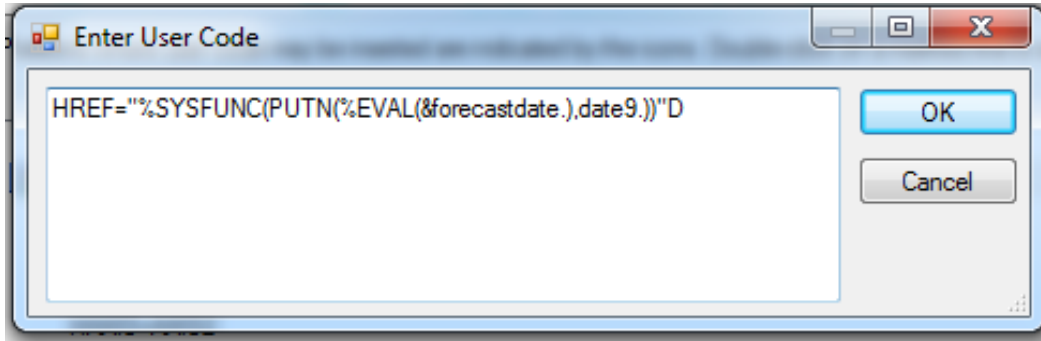 Enter User Code
HREF="%SYSFUNC(PUTN(%EVAL(&forecastdate.),date9.))"D
OK
Cancel